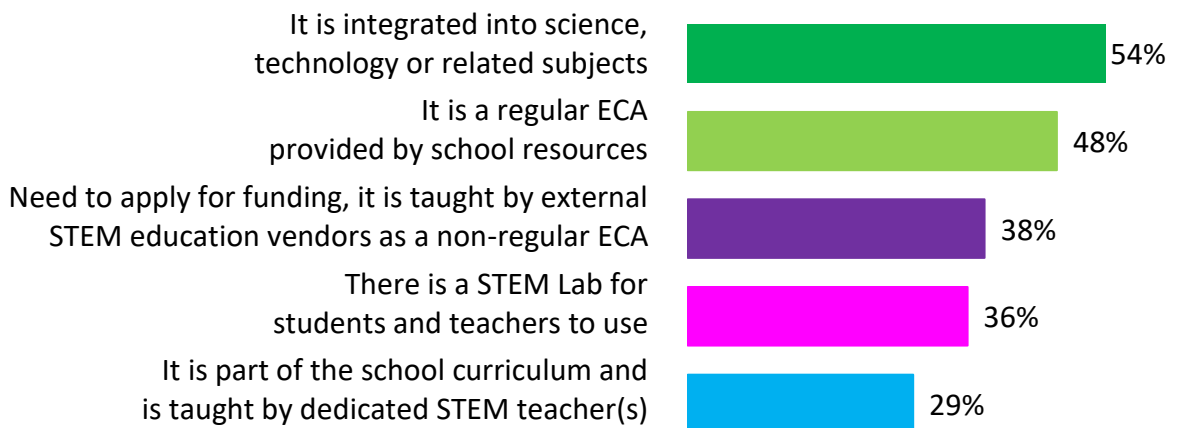 It is integrated into science,
technology or related subjects
54%
It is a regular ECA
provided by school resources
48%
Need to apply for funding, it is taught by external
STEM education vendors as a non-regular ECA
38%
There is a STEM Lab for
students and teachers to use
36%
It is part of the school curriculum and
is taught by dedicated STEM teacher(s)
29%